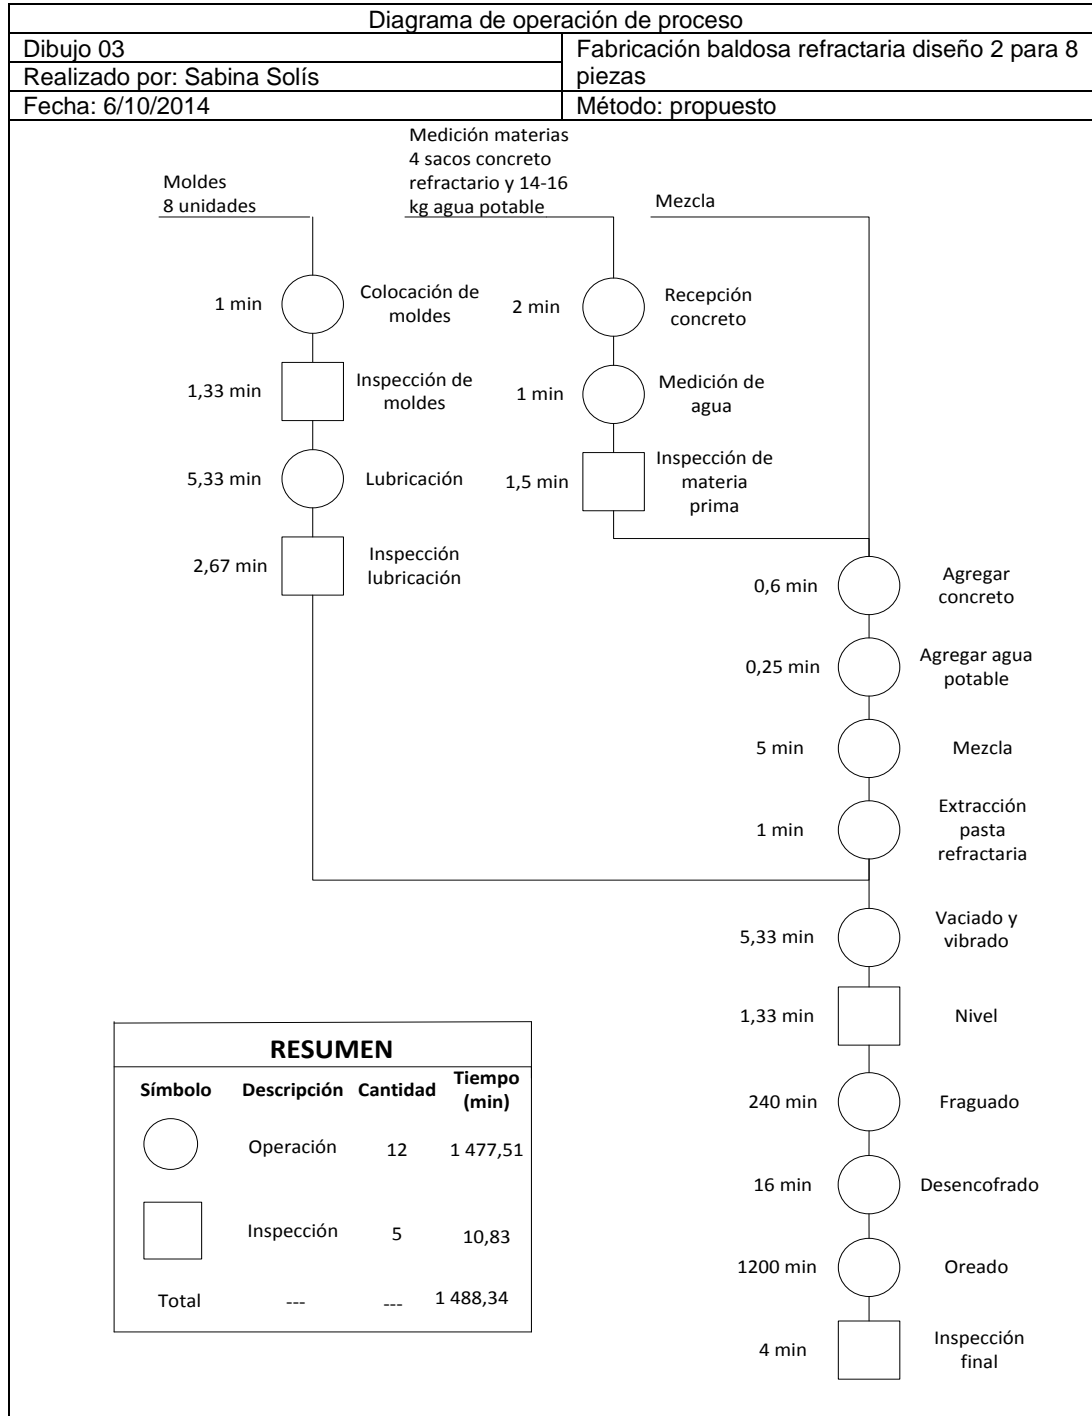 Diagrama de operación de proceso
Dibujo 03
Realizado por: Sabina Solís
Fecha: 6/10/2014
Fabricación baldosa refractaria diseño 2 para 8
piezas
Método: propuesto
Moldes
8 unidades
Medición materias
4 sacos concreto
refractario y 14-16
kg agua potable
Mezcla
1 min
Colocación de
moldes
1,33 min
Inspección de
moldes
5,33 min
Lubricación
2,67 min
Inspección
lubricación
2 min
Recepción
concreto
1 min
Medición de
agua
1,5 min
Inspección de
materia
prima
0,6 min
Agregar
concreto
0,25 min
Agregar agua
potable
5 min
Mezcla
1 min
Extracción
pasta
refractaria
5,33 min
Vaciado y
vibrado
1,33 min
Nivel
240 min
Fraguado
16 min
Desencofrado
1200 min
Oreado
4 min
Inspección
final
RESUMEN
Símbolo Descripción Cantidad Tiempo
(min)
Operación 12 1 477,51
Inspección 5 10,83
Total --- --- 1 488,34